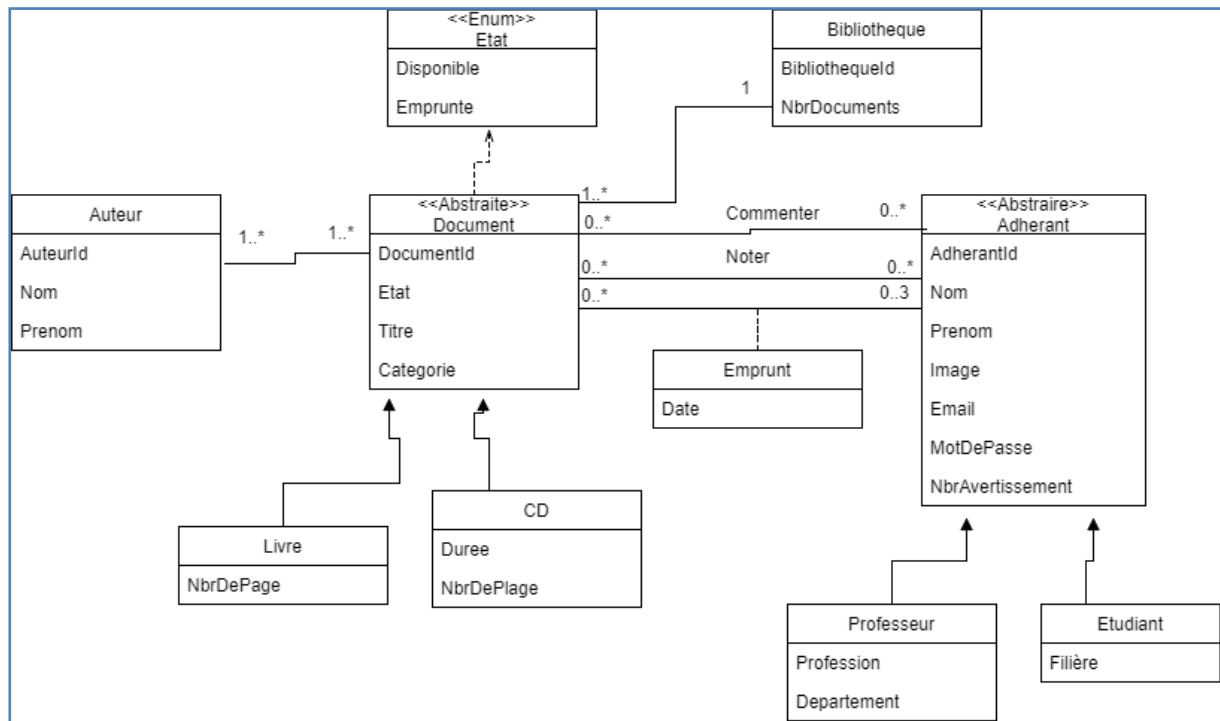 <<Enum>>
Etat
Disponible
Emprunte
Bibliotheque
BibliothequeId
NbrDocuments
1
1..*
Auteur
AuteurId
Nom
Prenom
1..*
1..*
<<Abstraite>>
Document
DocumentId
Etat
Titre
Categorie
0..*
Commenter
0..*
0..*
Noter
0..*
0..*
0..3
<<Abstraire>>
Adherant
AdherantId
Nom
Prenom
Image
Email
MotDePasse
NbrAvertissement
Emprunt
Date
Livre
NbrDePage
CD
Duree
NbrDePlage
Professeur
Profession
Departement
Etudiant
Filière